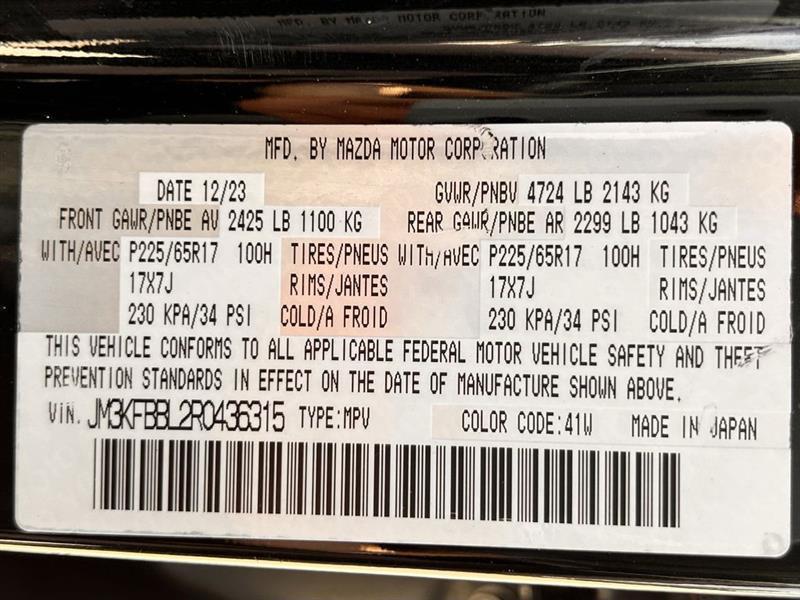 MFD. BY MAZDA MOTOR CORPORATION
DATE 12/23 GVWR/PNBV 4724 LB 2143 KG
FRONT GAWR/PNBE AV 2425 LB 1100 KG REAR GAWR/PNBE AR 2299 LB 1043 KG
WITH/AVEC P225/65R17 100H TIRES/PNEUS WITH/AVEC P225/65R17 100H TIRES/PNEUS
17X7J RIMS/JANTES 17X7J RIMS/JANTES
230 KPA/34 PSI COLD/A FROID 230 KPA/34 PSI COLD/A FROID
THIS VEHICLE CONFORMS TO ALL APPLICABLE FEDERAL MOTOR VEHICLE SAFETY AND THEFT
PREVENTION STANDARDS IN EFFECT ON THE DATE OF MANUFACTURE SHOWN ABOVE.
VIN. JM3KFBBL2R0436315 TYPE:MPV COLOR CODE:41W MADE IN JAPAN